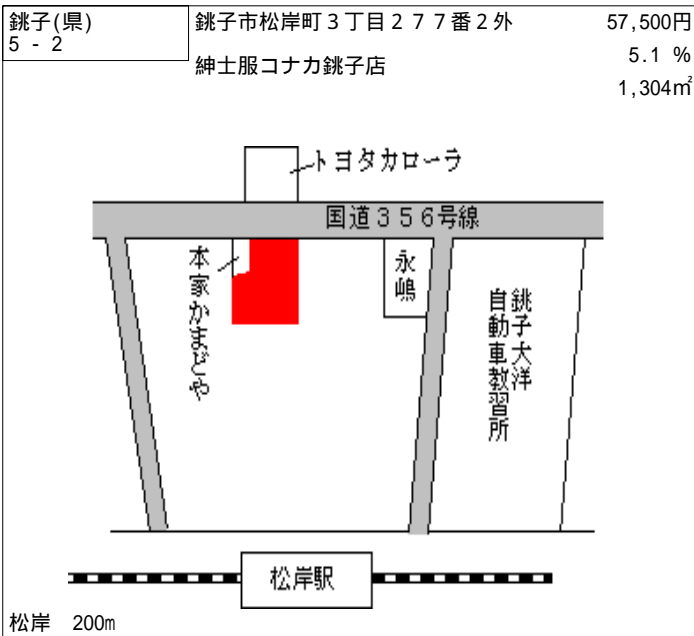 銚子(県)
5 - 2
銚子市松岸町３丁目２７７番２外
57,500円
紳士服コナカ銚子店
5.1 %
1,304㎡
トヨタカローラ
国道３５６号線
本家かまどや
永嶋
銚子大洋
自動車教習所
松岸駅
松岸 200m